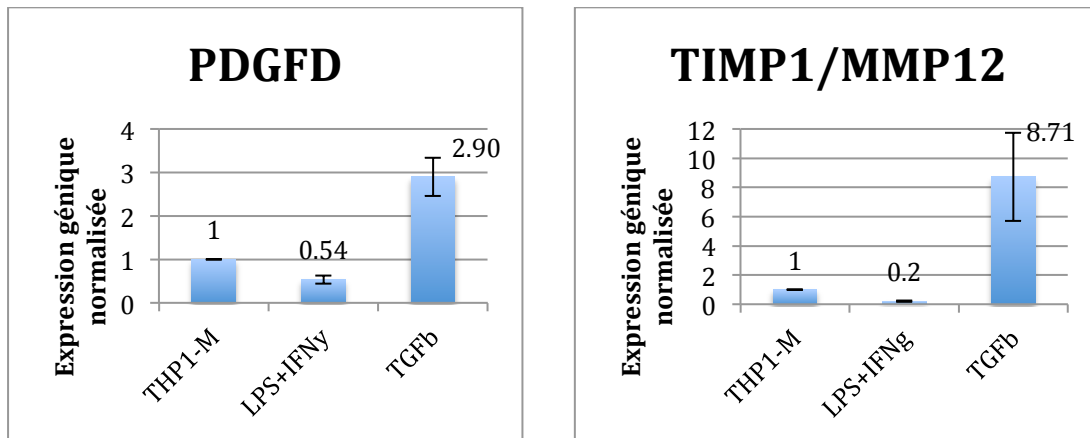 PDGFD
Expression génique
normalisée
4
3
2
1
0
1
0.54
2.90
THP1-M
LPS+IFNy
TGFb
TIMP1/MMP12
Expression génique
normalisée
12
10
8
6
4
2
0
1
0.2
8.71
THP1-M
LPS+IFNg
TGFb